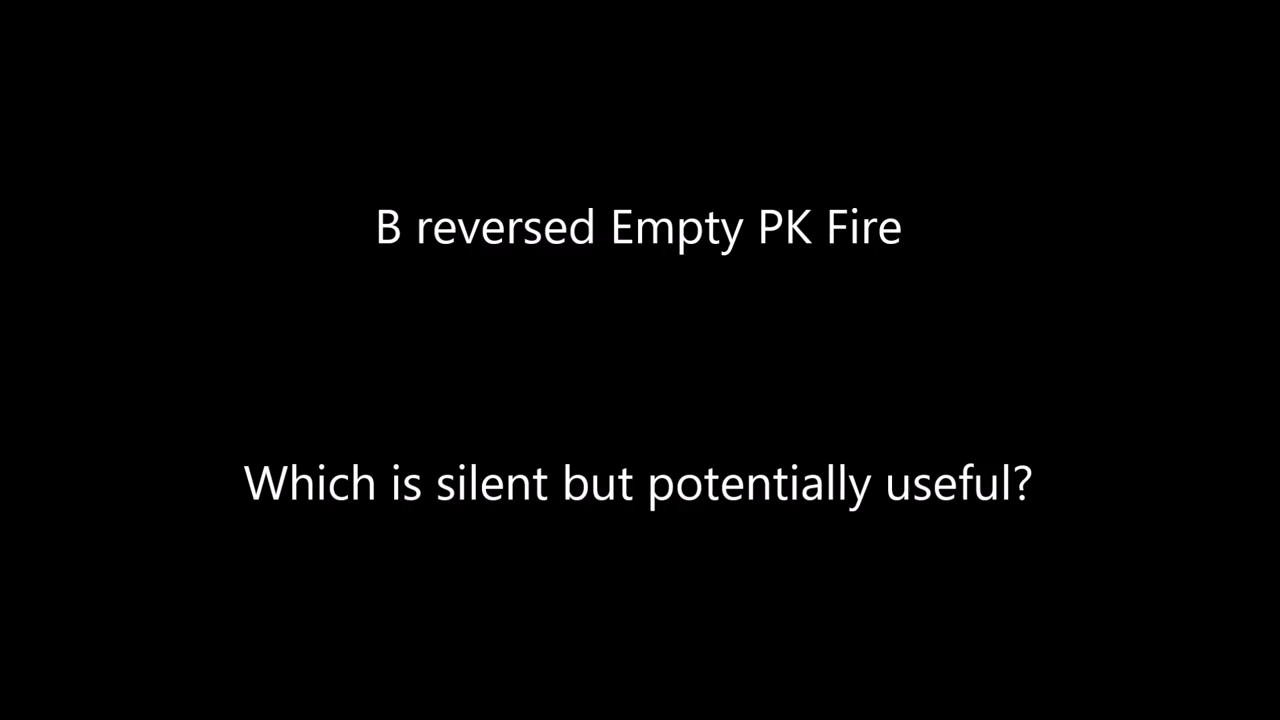 B reversed Empty PK Fire
Which is silent but potentially useful?